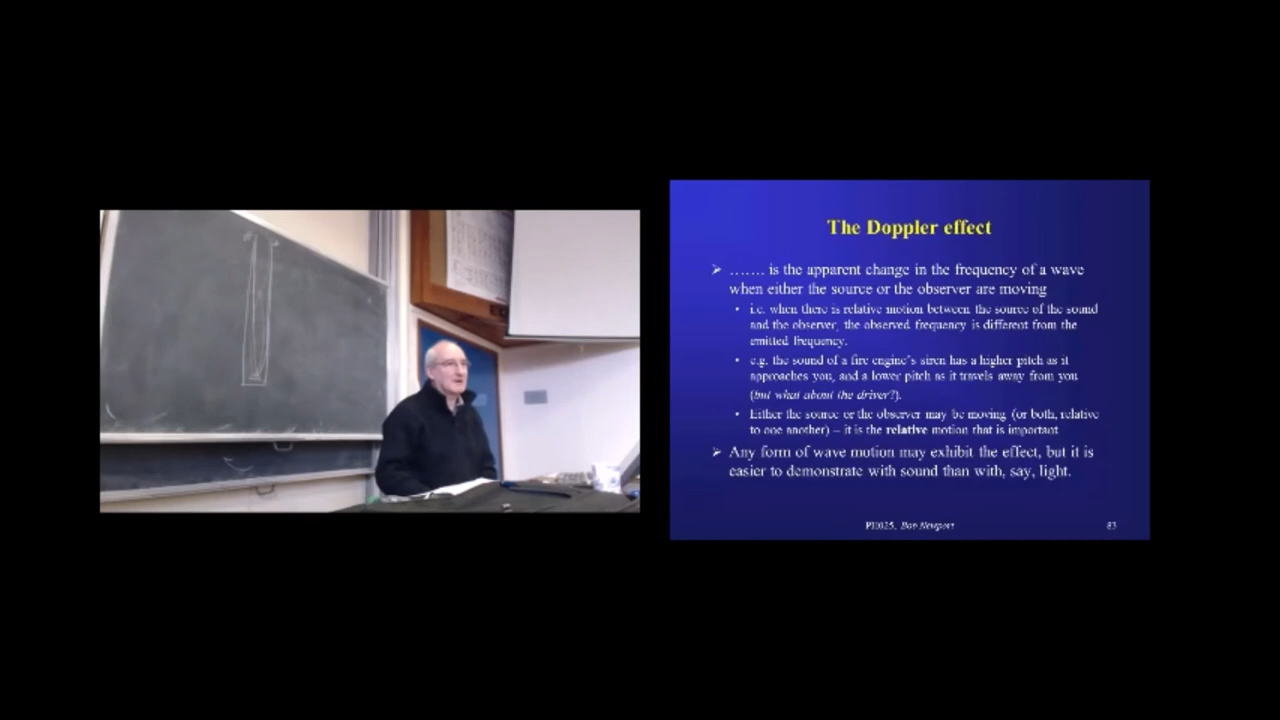 The Doppler effect
➢ ....... is the apparent change in the frequency of a wave
when either the source or the observer are moving
• i.e. when there is relative motion between the source of the sound
and the observer, the observed frequency is different from the
emitted frequency.
• e.g. the sound of a fire engine's siren has a higher pitch as it
approaches you, and a lower pitch as it travels away from you
(but what about the driver?).
• Either the source or the observer may be moving (or both, relative
to one another) – it is the relative motion that is important
➢ Any form of wave motion may exhibit the effect, but it is
easier to demonstrate with sound than with, say, light.
PH025, Bob Newport
83